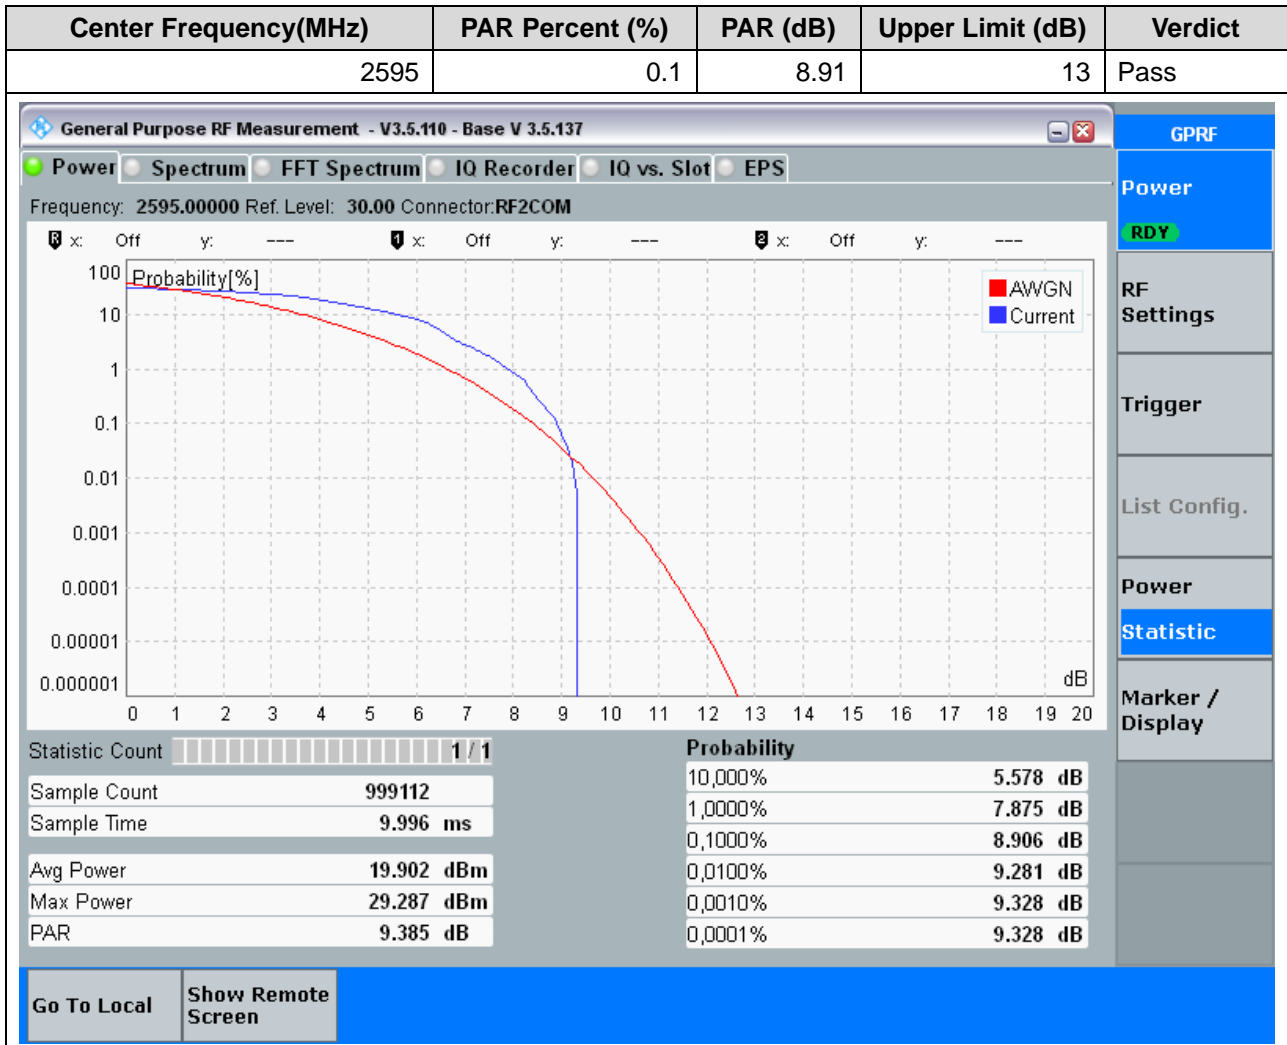 Center Frequency(MHz) PAR Percent (%) PAR (dB) Upper Limit (dB) Verdict
2595 0.1 8.91 13 Pass
General Purpose RF Measurement - V3.5.110 - Base V 3.5.137
GPRF
Power Spectrum FFT Spectrum IQ Recorder IQ vs. Slot EPS
Power
RDY
Frequency: 2595.00000 Ref. Level: 30.00 Connector:RF2COM
R x: Off y: --- 1 x: Off y: --- 2 x: Off y: ---
Probability[%]
AWGN
Current
100
10
1
0.1
0.01
0.001
0.0001
0.00001
0.000001
dB
0 1 2 3 4 5 6 7 8 9 10 11 12 13 14 15 16 17 18 19 20
RF
Settings
Trigger
List Config.
Power
Statistic
Marker /
Display
Statistic Count 1 / 1
Sample Count 999112
Sample Time 9.996 ms
Avg Power 19.902 dBm
Max Power 29.287 dBm
PAR 9.385 dB
Probability
10,000% 5.578 dB
1,0000% 7.875 dB
0,1000% 8.906 dB
0,0100% 9.281 dB
0,0010% 9.328 dB
0,0001% 9.328 dB
Go To Local
Show Remote
Screen